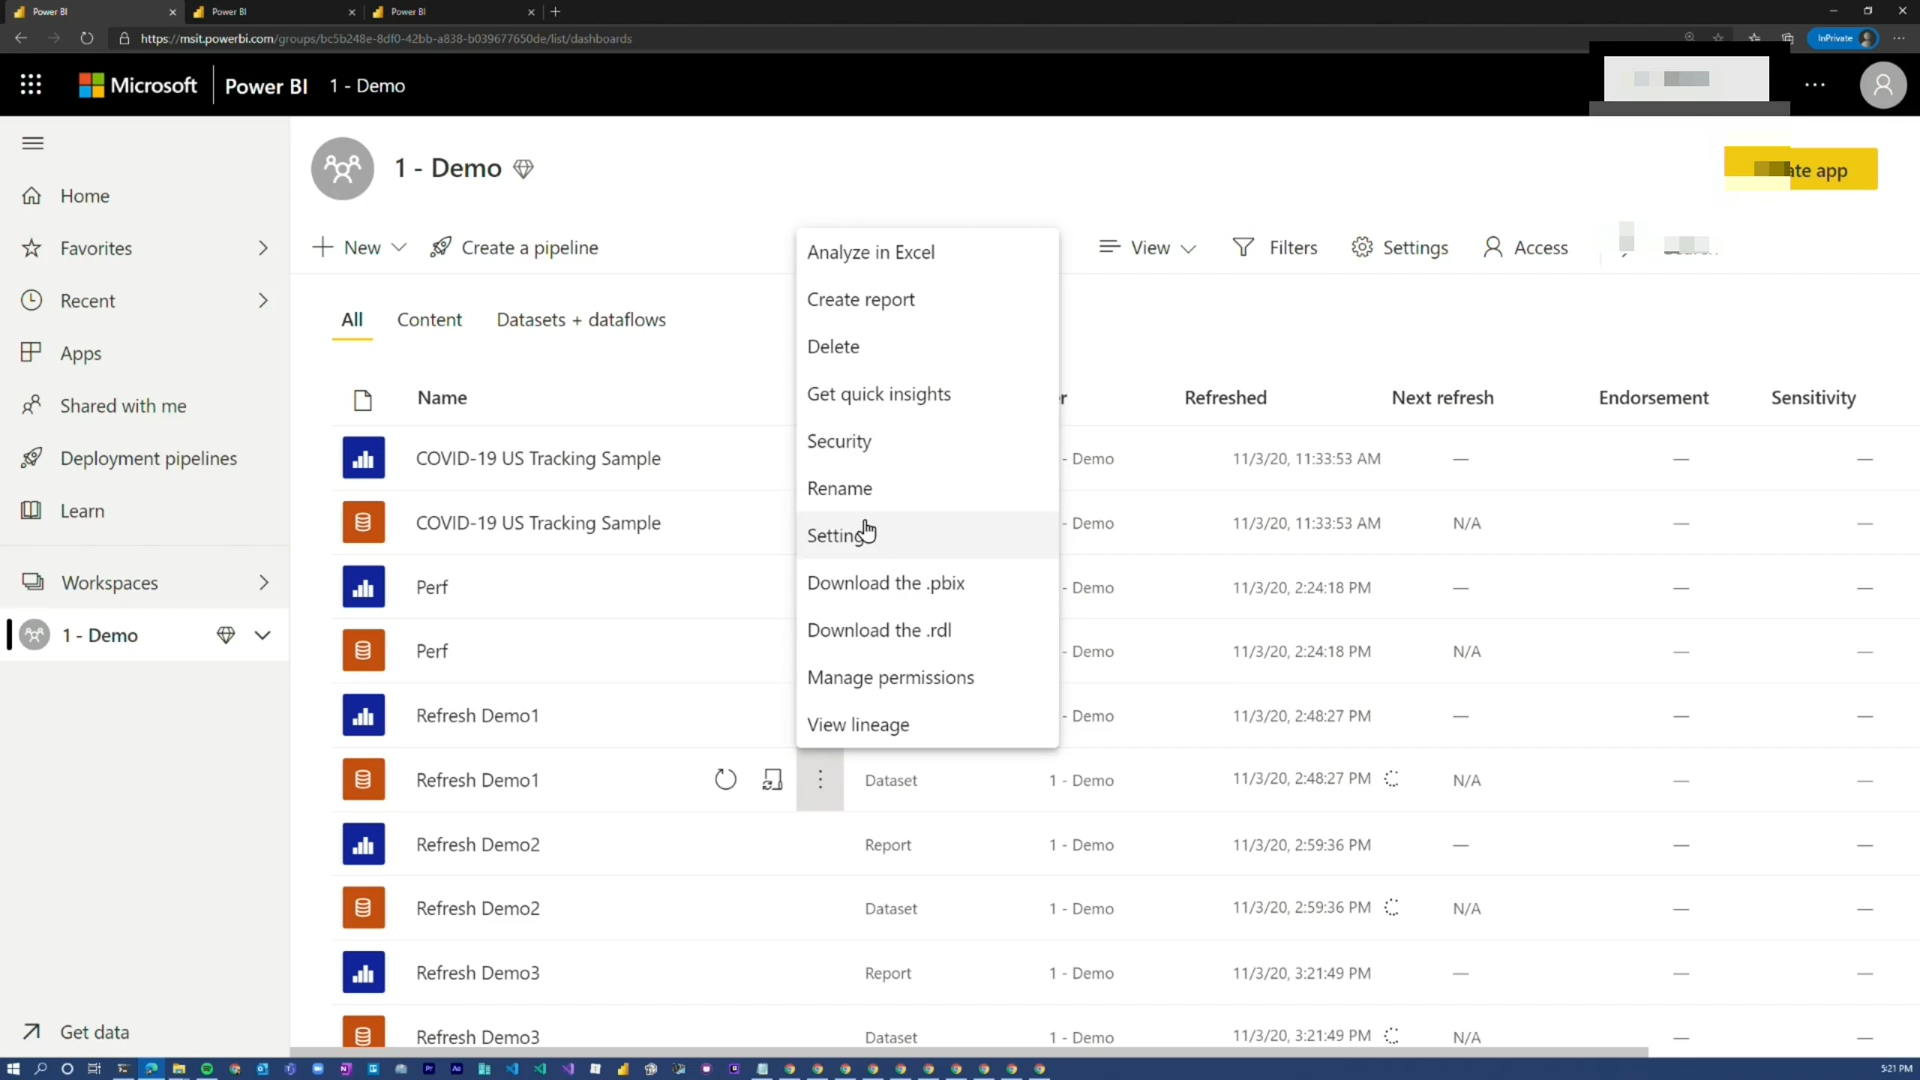 Power BI
Power BI
Power BI
https://msit.powerbi.com/groups/bc5b248e-8df0-42bb-a838-b039677650de/list/dashboards
InPrivate
Microsoft
Power BI
1 - Demo
Home
Favorites
Recent
Apps
Shared with me
Deployment pipelines
Learn
Workspaces
1 - Demo
Get data
1 - Demo
ate app
New
Create a pipeline
View
Filters
Settings
Access
All
Content
Datasets + dataflows
Analyze in Excel
Create report
Delete
Get quick insights
Security
Rename
Setting
Download the .pbix
Download the .rdl
Manage permissions
View lineage
Name Refreshed Next refresh Endorsement Sensitivity
COVID-19 US Tracking Sample - Demo 11/3/20, 11:33:53 AM —  — —
COVID-19 US Tracking Sample - Demo 11/3/20, 11:33:53 AM N/A — —
Perf - Demo 11/3/20, 2:24:18 PM — — —
Perf - Demo 11/3/20, 2:24:18 PM N/A — —
Refresh Demo1 - Demo 11/3/20, 2:48:27 PM — — —
Refresh Demo1 Dataset 1 - Demo 11/3/20, 2:48:27 PM N/A — —
Refresh Demo2 Report 1 - Demo 11/3/20, 2:59:36 PM — — —
Refresh Demo2 Dataset 1 - Demo 11/3/20, 2:59:36 PM N/A — —
Refresh Demo3 Report 1 - Demo 11/3/20, 3:21:49 PM — — —
Refresh Demo3 Dataset 1 - Demo 11/3/20, 3:21:49 PM N/A — —
5:21 PM